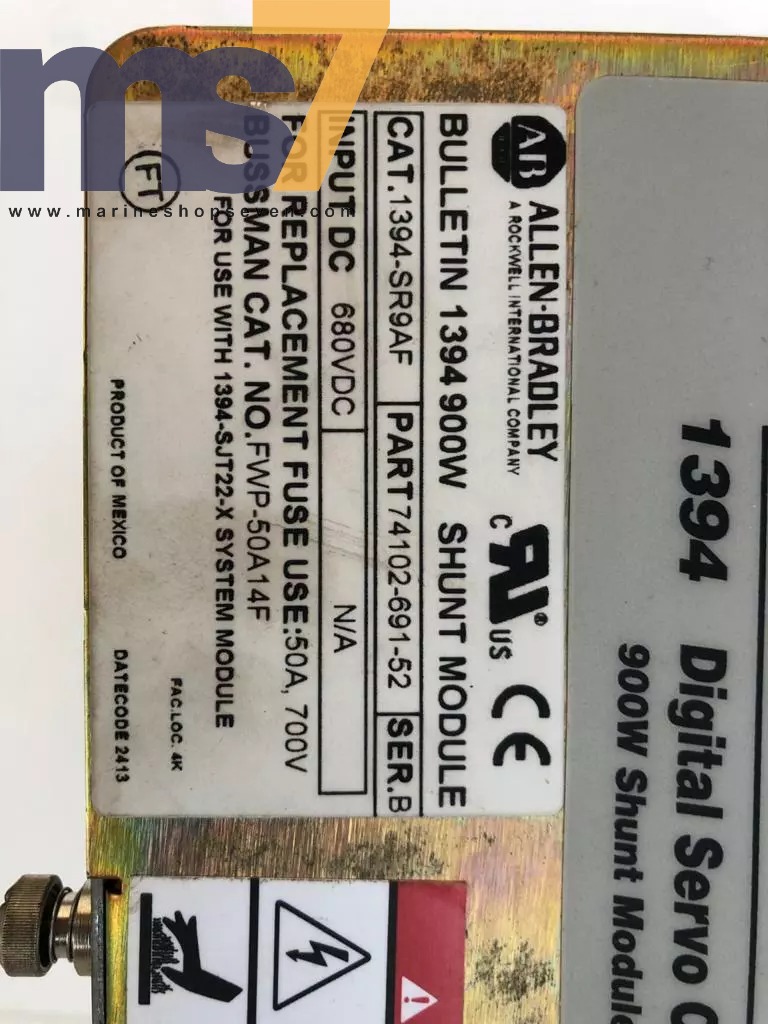 ms7
www.marineshopseven.com
AB ALLEN-BRADLEY
A ROCKWELL INTERNATIONAL COMPANY
C US ® CE
BULLETIN 1394 900W SHUNT MODULE
CAT. 1394-SR9AF PART 74102-691-52 SER. B
INPUT DC 680VDC N/A
FOR REPLACEMENT FUSE USE:50A, 700V
BUSSMAN CAT. NO. FWP-50A14F
FOR USE WITH 1394-SJT22-X SYSTEM MODULE
FT
FAC.LOC. 4K
PRODUCT OF MEXICO DATECODE 2413
1394 Digital Servo C
900W Shunt Module